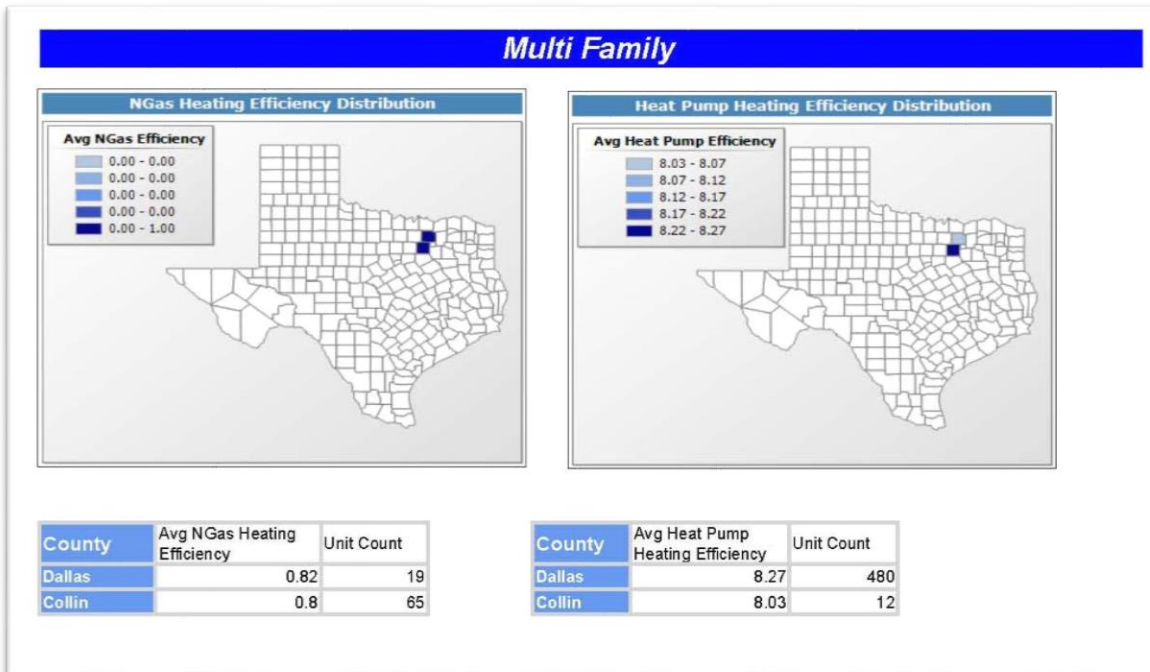 Multi Family
NGas Heating Efficiency Distribution
Avg NGas Efficiency
0.00 - 0.00
0.00 - 0.00
0.00 - 0.00
0.00 - 0.00
0.00 - 1.00
Heat Pump Heating Efficiency Distribution
Avg Heat Pump Efficiency
8.03 - 8.07
8.07 - 8.12
8.12 - 8.17
8.17 - 8.22
8.22 - 8.27
County Avg NGas Heating Efficiency Unit Count
Dallas 0.82 19
Collin 0.8 65
County Avg Heat Pump Heating Efficiency Unit Count
Dallas 8.27 480
Collin 8.03 12